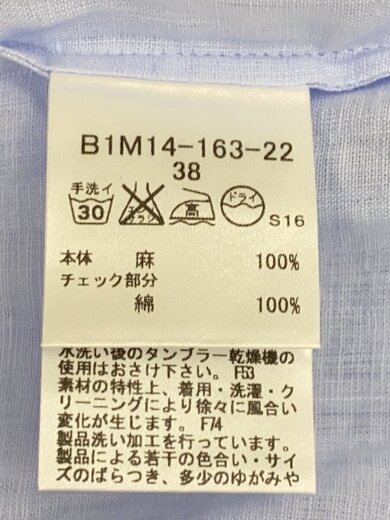 B1M14-163-22
38
手洗イ
30
エンソ
サラシ
高
ドライ
S16
本体 麻 100%
チェック部分
綿 100%
水洗い後のタンブラー乾燥機の
使用はおさけ下さい。F53
素材の特性上、着用・洗濯・ク
リーニングにより徐々に風合い
変化が生じます。F74
製品洗い加工を行っています。
製品による若干の色合い・サイ
ズのばらつき、多少のゆがみや